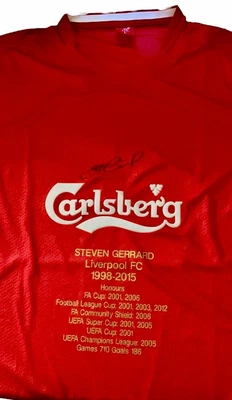 Carlsberg
STEVEN GERRARD
Liverpool FC
1998-2015
Honours
FA Cup: 2001, 2006
Football League Cup: 2001, 2003, 2012
FA Community Shield: 2006
UEFA Super Cup: 2001, 2005
UEFA Cup: 2001
UEFA Champions League: 2005
Games 710 Goals 186